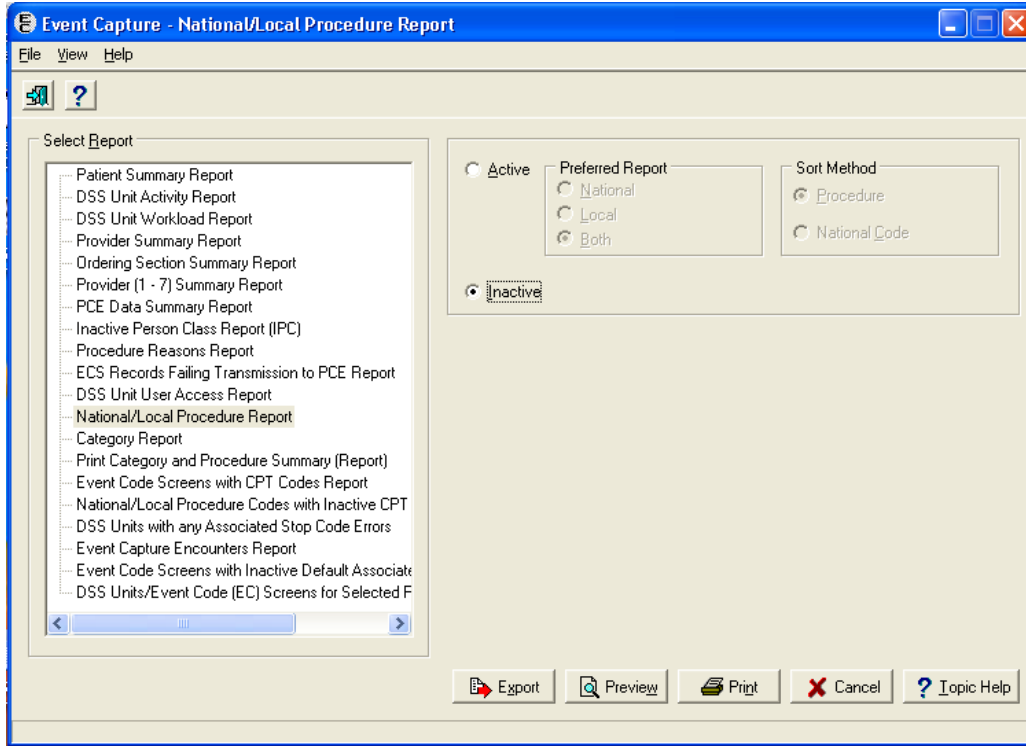 Event Capture - National/Local Procedure Report
File View Help
Select Report
Patient Summary Report
DSS Unit Activity Report
DSS Unit Workload Report
Provider Summary Report
Ordering Section Summary Report
Provider (1 - 7) Summary Report
PCE Data Summary Report
Inactive Person Class Report (IPC)
Procedure Reasons Report
ECS Records Failing Transmission to PCE Report
DSS Unit User Access Report
National/Local Procedure Report
Category Report
Print Category and Procedure Summary (Report)
Event Code Screens with CPT Codes Report
National/Local Procedure Codes with Inactive CPT
DSS Units with any Associated Stop Code Errors
Event Capture Encounters Report
Event Code Screens with Inactive Default Associate
DSS Units/Event Code (EC) Screens for Selected F
Active
Preferred Report
National
Local
Both
Sort Method
Procedure
National Code
Inactive
Export Preview Print Cancel ? Topic Help